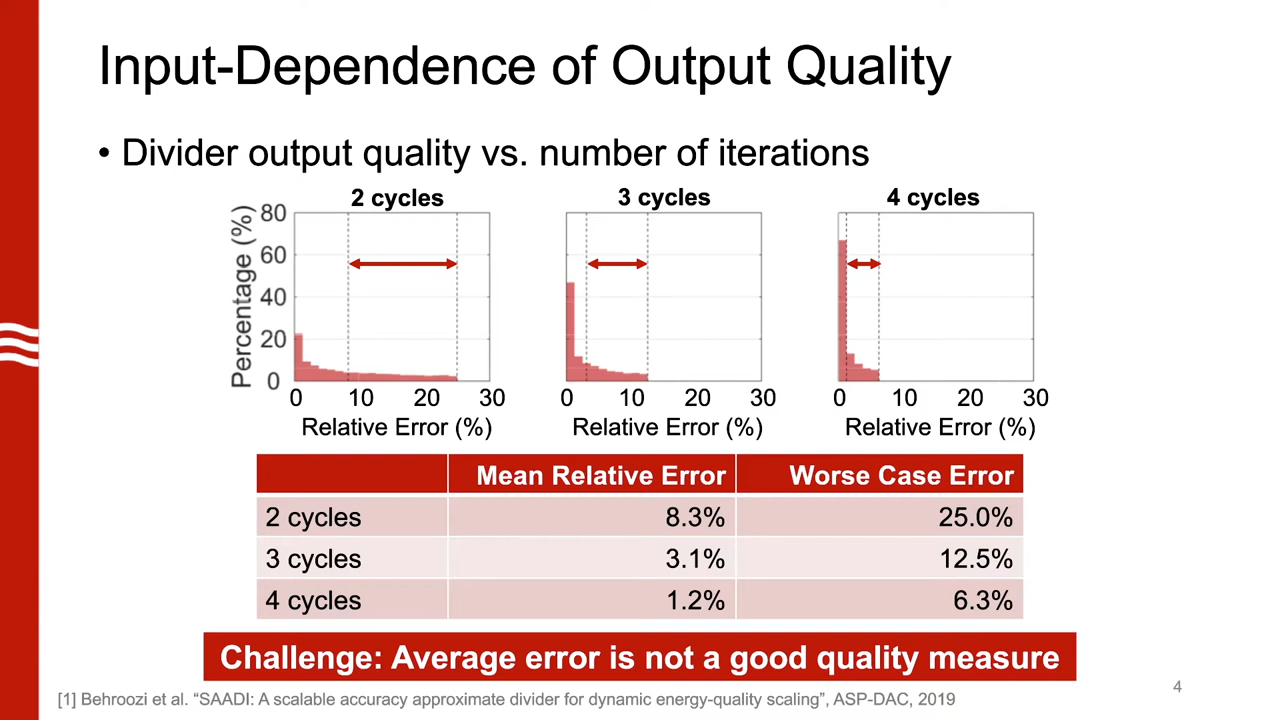 Input-Dependence of Output Quality
• Divider output quality vs. number of iterations
2 cycles
3 cycles
4 cycles
Percentage (%)
80
60
40
20
0
0 10 20 30
0 10 20 30
0 10 20 30
Relative Error (%)
Relative Error (%)
Relative Error (%)
Mean Relative Error Worse Case Error
2 cycles 8.3% 25.0%
3 cycles 3.1% 12.5%
4 cycles 1.2% 6.3%
Challenge: Average error is not a good quality measure
[1] Behroozi et al. “SAADI: A scalable accuracy approximate divider for dynamic energy-quality scaling”, ASP-DAC, 2019
4